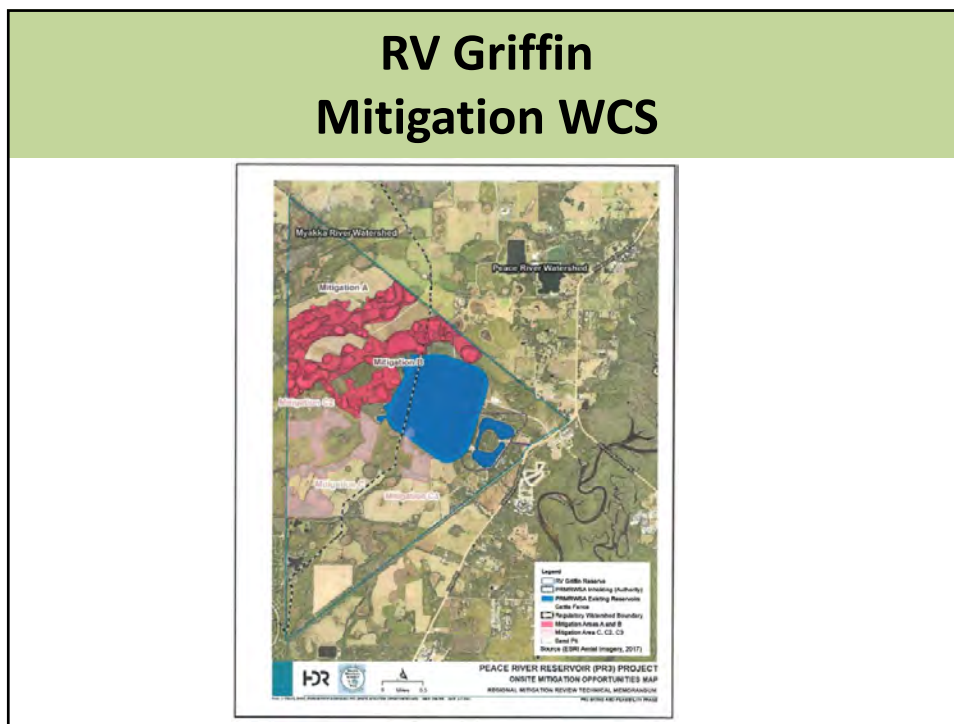 RV Griffin
Mitigation WCS
Myakka River Watershed
Peace River Watershed
Mitigation A
Mitigation B
Mitigation C2
Mitigation C
Mitigation C3
Legend
RV Griffin Reserve
PRMRWSA Inholding (Authority)
PRMRWSA Existing Reservoirs
Cattle Fence
Regulatory Watershed Boundary
Mitigation Areas A and B
Mitigation Area C, C2, C3
Sand Pit
Source (ESRI Aerial Imagery, 2017)
HDR
0
Miles
0.5
PEACE RIVER RESERVOIR (PR3) PROJECT
ONSITE MITIGATION OPPORTUNITIES MAP
REGIONAL MITIGATION REVIEW TECHNICAL MEMORANDUM